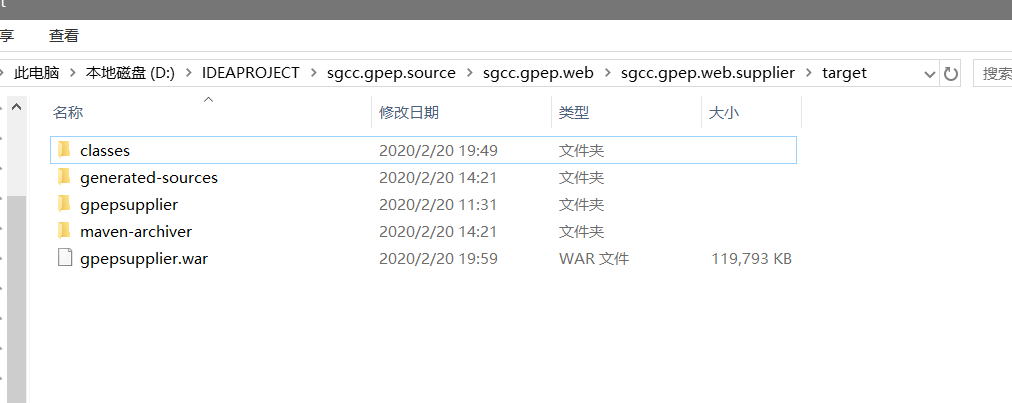 享 查看
此电脑 > 本地磁盘 (D:) > IDEAPROJECT > sgcc.gpep.source > sgcc.gpep.web > sgcc.gpep.web.supplier > target 搜索
名称 修改日期 类型 大小
classes 2020/2/20 19:49 文件夹
generated-sources 2020/2/20 14:21 文件夹
gpepsupplier 2020/2/20 11:31 文件夹
maven-archiver 2020/2/20 14:21 文件夹
gpepsupplier.war 2020/2/20 19:59 WAR 文件 119,793 KB